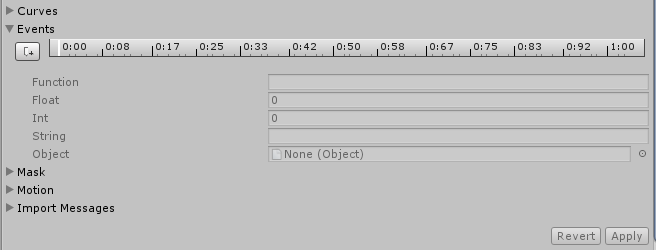 Curves
Events
0:00 0:08 0:17 0:25 0:33 0:42 0:50 0:58 0:67 0:75 0:83 0:92 1:00
Function
Float 0
Int 0
String
Object None (Object)
Mask
Motion
Import Messages
Revert Apply